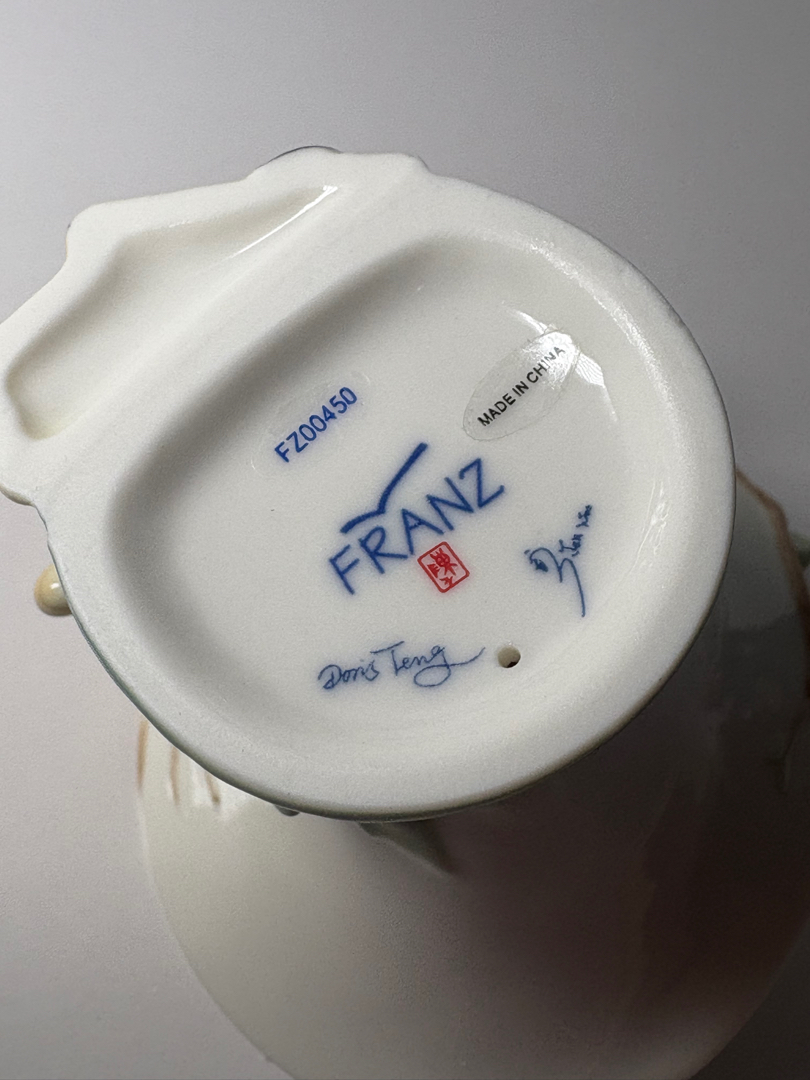 FZ00450
MADE IN CHINA
FRANZ
Doris Teng